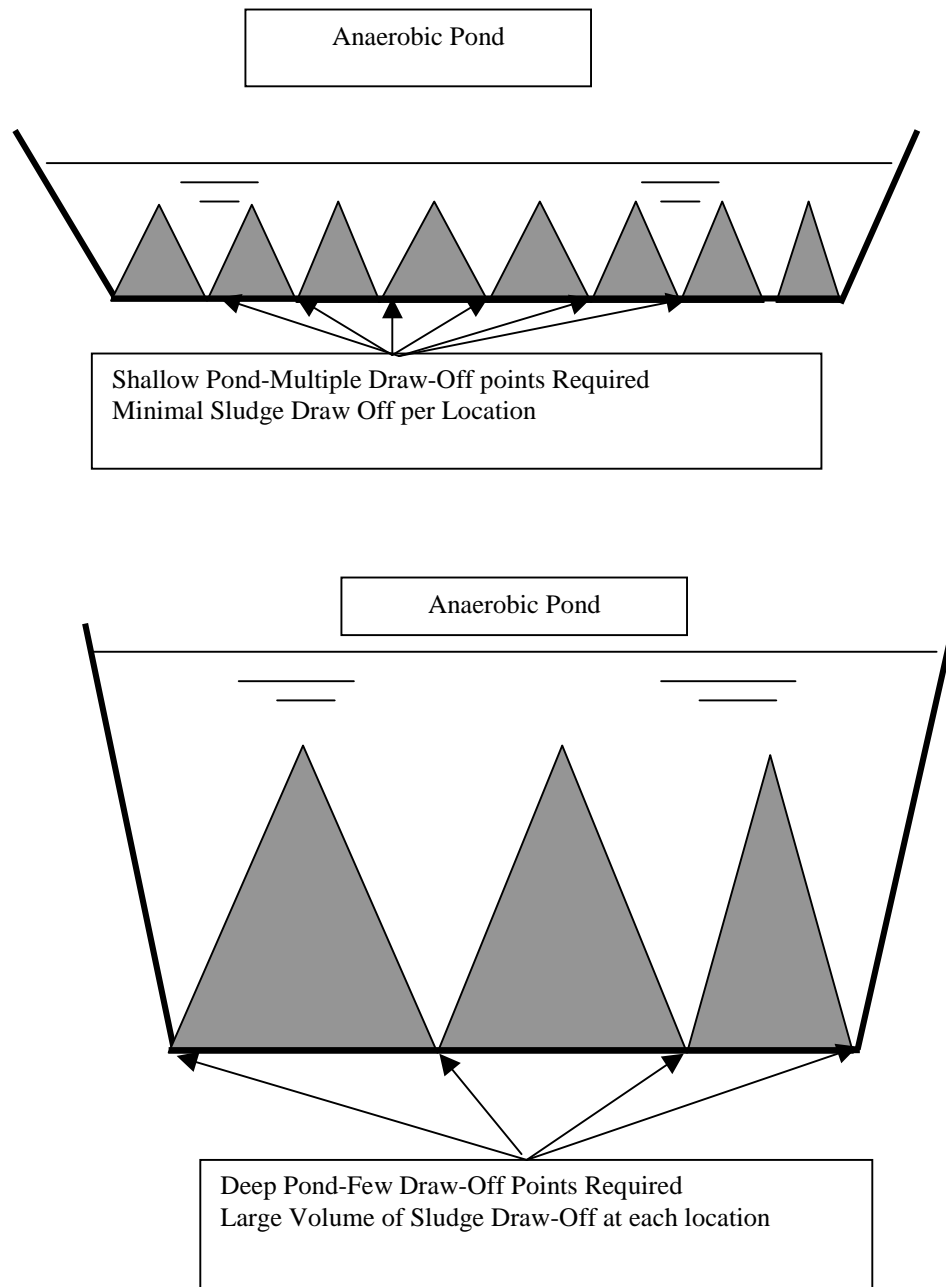 Anaerobic Pond
Shallow Pond-Multiple Draw-Off points Required
Minimal Sludge Draw Off per Location
Anaerobic Pond
Deep Pond-Few Draw-Off Points Required
Large Volume of Sludge Draw-Off at each location